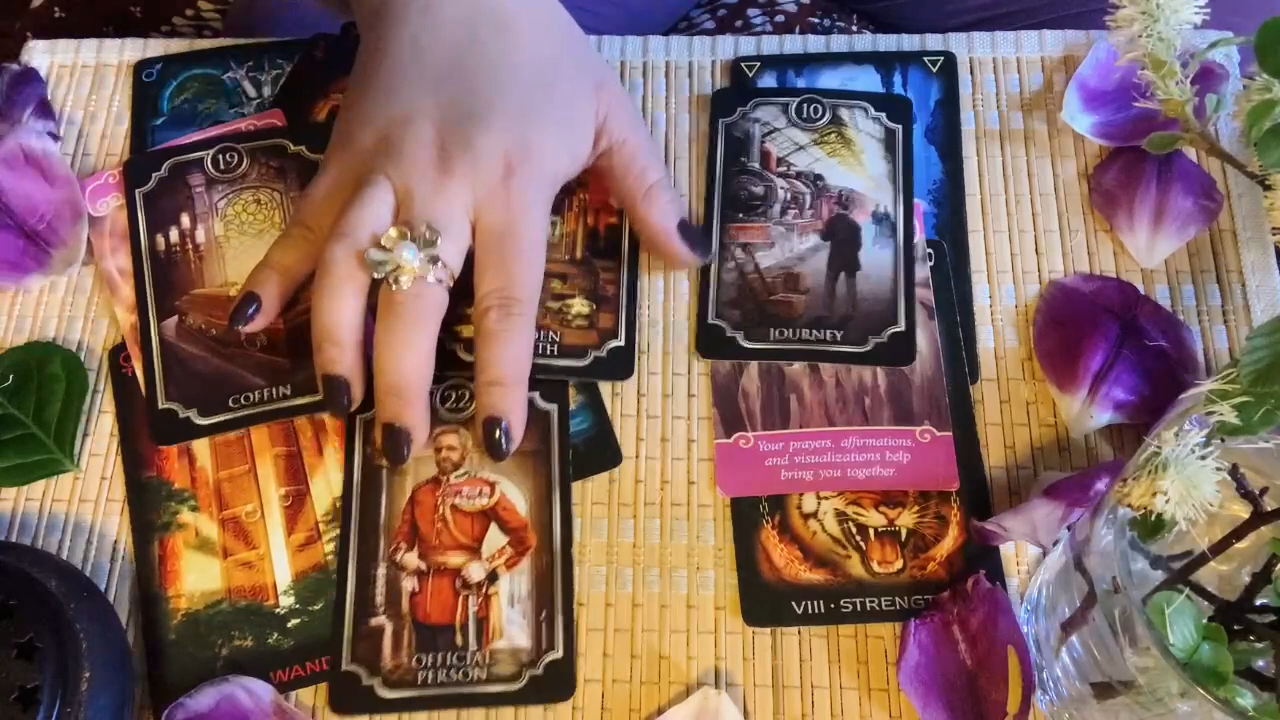 19
COFFIN
10
JOURNEY
Your prayers, affirmations,
and visualizations help
bring you together.
VIII · STRENGT
22
OFFICIAL
PERSON
WAND